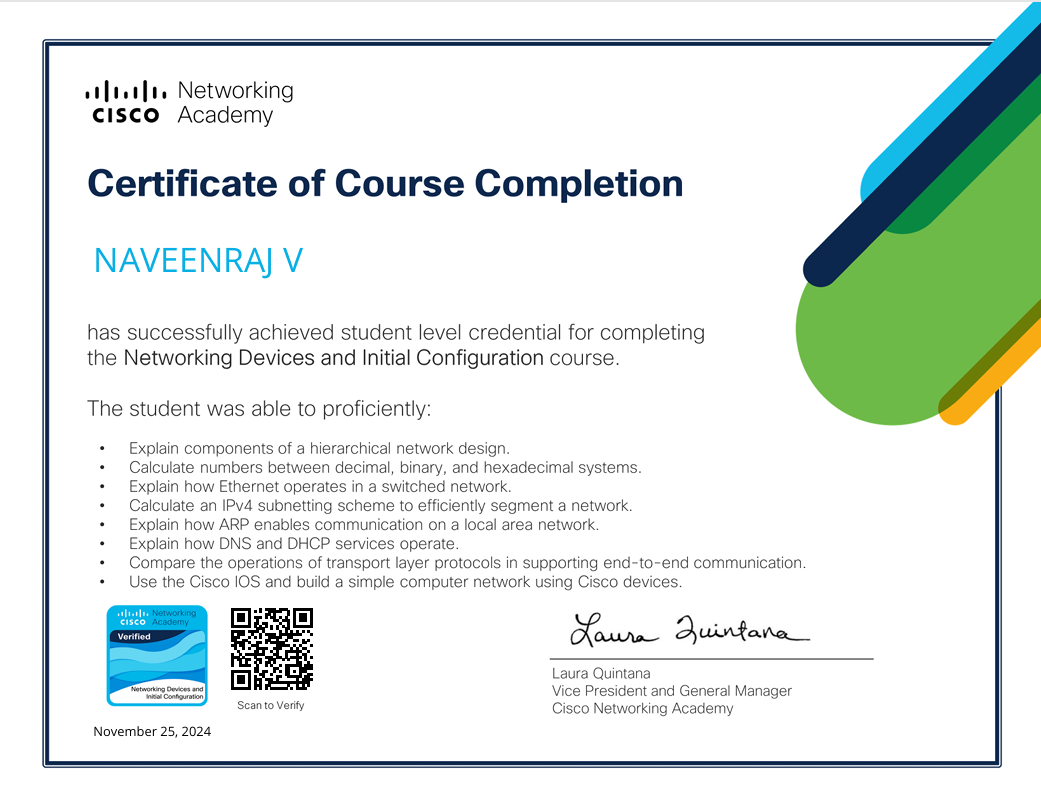 CISCO Networking
Academy
Certificate of Course Completion
NAVEENRAJ V
has successfully achieved student level credential for completing
the Networking Devices and Initial Configuration course.
The student was able to proficiently:
• Explain components of a hierarchical network design.
• Calculate numbers between decimal, binary, and hexadecimal systems.
• Explain how Ethernet operates in a switched network.
• Calculate an IPv4 subnetting scheme to efficiently segment a network.
• Explain how ARP enables communication on a local area network.
• Explain how DNS and DHCP services operate.
• Compare the operations of transport layer protocols in supporting end-to-end communication.
• Use the Cisco IOS and build a simple computer network using Cisco devices.
CISCO Networking
Academy
Verified
Networking Devices and
Initial Configuration
Scan to Verify
November 25, 2024
Laura Quintana
Laura Quintana
Vice President and General Manager
Cisco Networking Academy